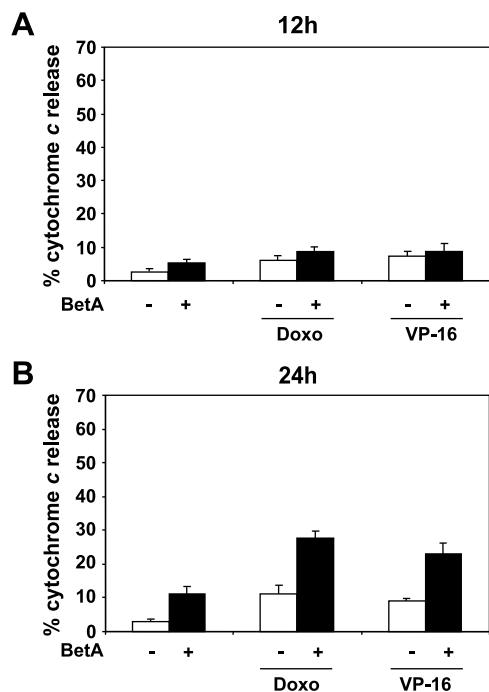 A
12h
% cytochrome c release
70
60
50
40
30
20
10
0
BetA - + - + - +
Doxo VP-16
B
24h
% cytochrome c release
70
60
50
40
30
20
10
0
BetA - + - + - +
Doxo VP-16